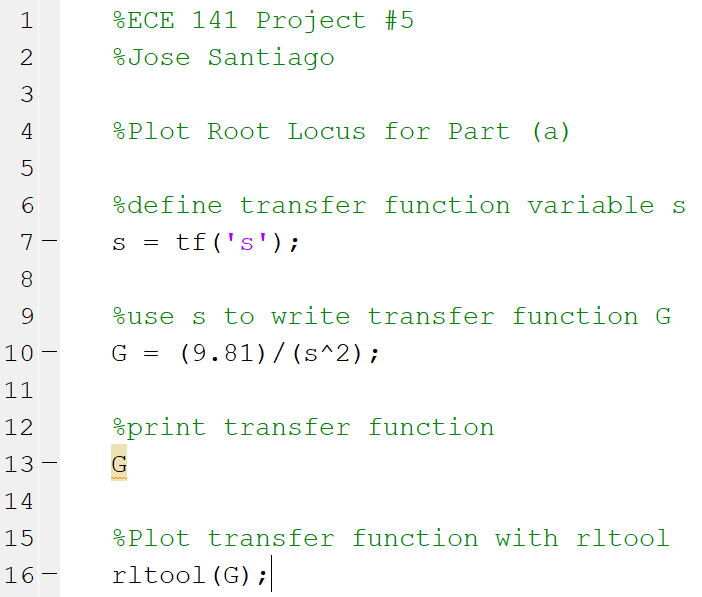 1 %ECE 141 Project #5
2 %Jose Santiago
3
4 %Plot Root Locus for Part (a)
5
6 %define transfer function variable s
7 — s = tf('s');
8
9 %use s to write transfer function G
10 — G = (9.81)/(s^2);
11
12 %print transfer function
13 — G
14
15 %Plot transfer function with rltool
16 — rltool(G);